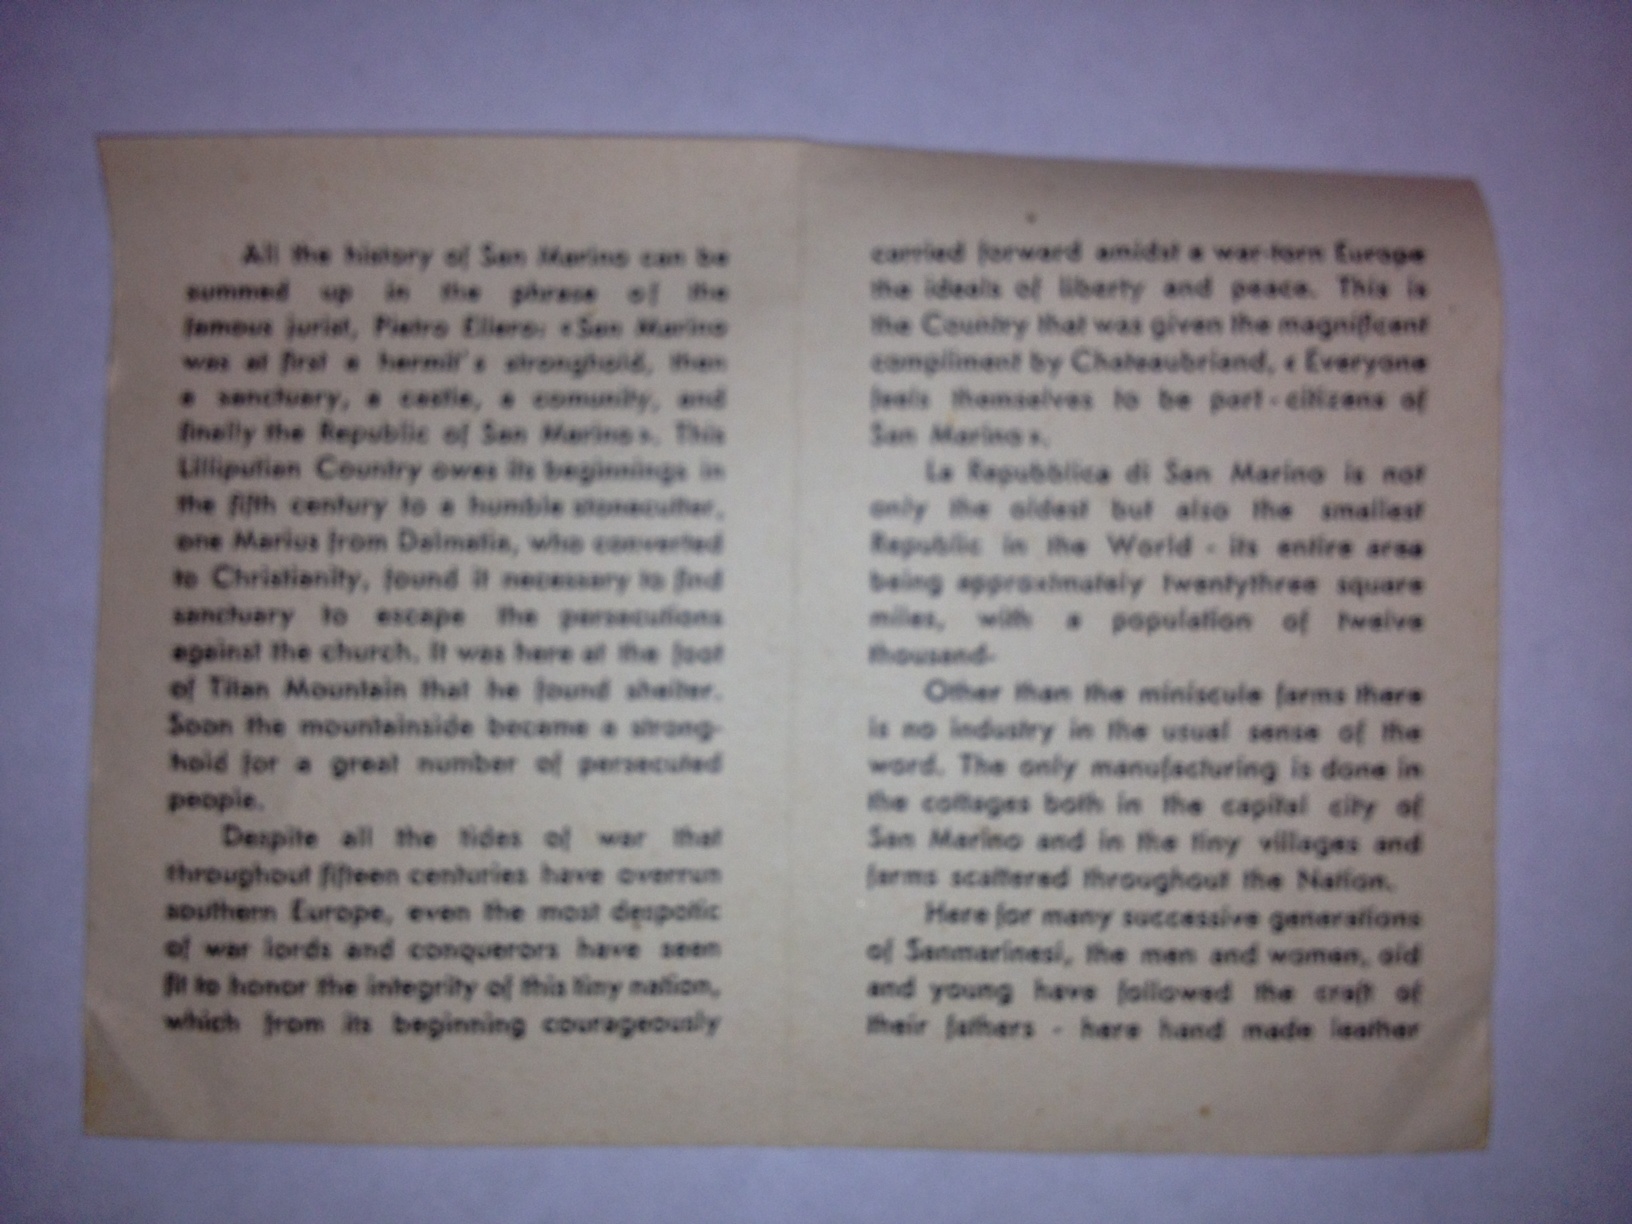 All the history of San Marino can be
summed up in the phrase of the
famous jurist, Pietro Ellero: «San Marino
was at first a hermit's stronghold, then
a sanctuary, a castle, a comunity, and
finally the Republic of San Marino». This
Lilliputian Country owes its beginnings in
the fifth century to a humble stonecutter,
one Marius from Dalmatia, who converted
to Christianity, found it necessary to find
sanctuary to escape the persecutions
against the church. It was here at the foot
of Titan Mountain that he found shelter.
Soon the mountainside became a strong-
hold for a great number of persecuted
people.
Despite all the tides of war that
throughout fifteen centuries have overrun
southern Europe, even the most despotic
of war lords and conquerors have seen
fit to honor the integrity of this tiny nation,
which from its beginning courageously
carried forward amidst a war-torn Europe
the ideals of liberty and peace. This is
the Country that was given the magnificent
compliment by Chateaubriand, « Everyone
feels themselves to be part-citizens of
San Marino ».
La Repubblica di San Marino is not
only the oldest but also the smallest
Republic in the World - its entire area
being approximately twentythree square
miles, with a population of twelve
thousand-
Other than the miniscule farms there
is no industry in the usual sense of the
word. The only manufacturing is done in
the cottages both in the capital city of
San Marino and in the tiny villages and
farms scattered throughout the Nation.
Here for many successive generations
of Sanmarinesi, the men and women, old
and young have followed the craft of
their fathers - here hand made leather